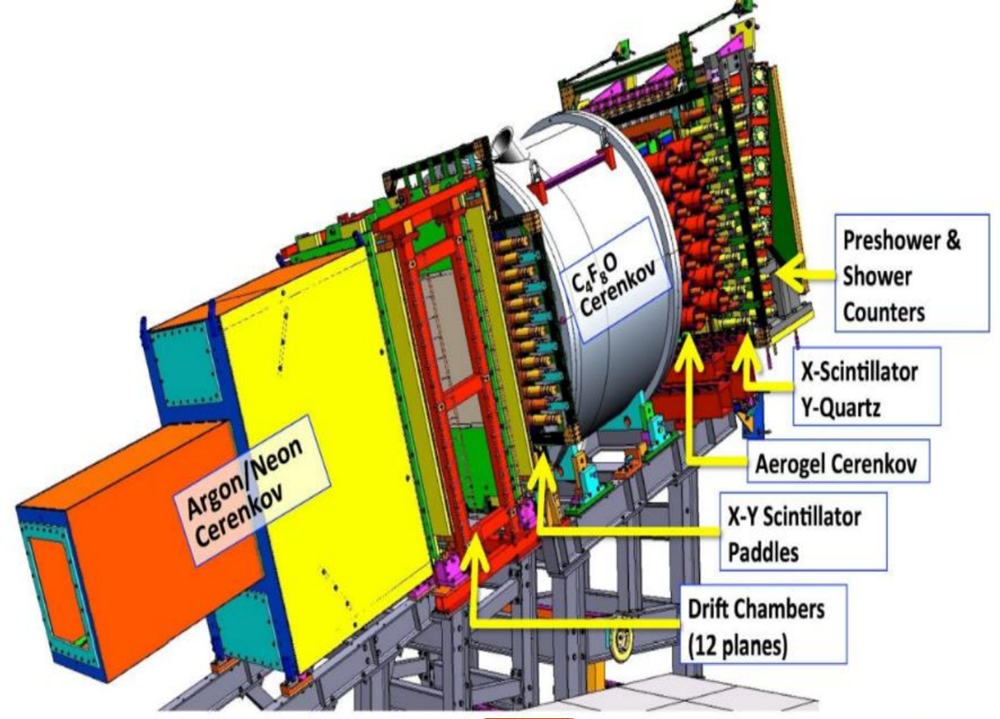 Argon/Neon
Cerenkov
C₄F₈O
Cerenkov
Preshower &
Shower
Counters
X-Scintillator
Y-Quartz
Aerogel Cerenkov
X-Y Scintillator
Paddles
Drift Chambers
(12 planes)